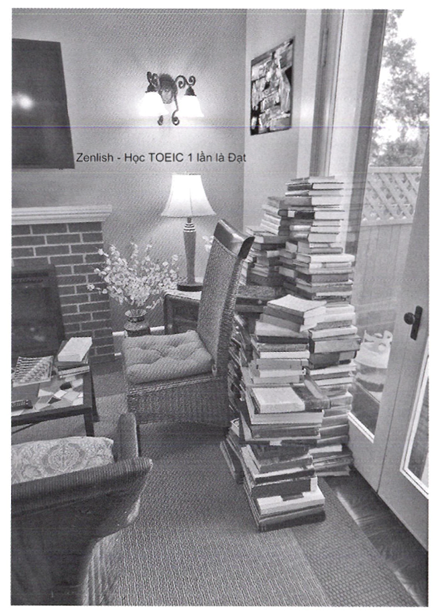 Zenlish - Học TOEIC 1 lần là Đạt